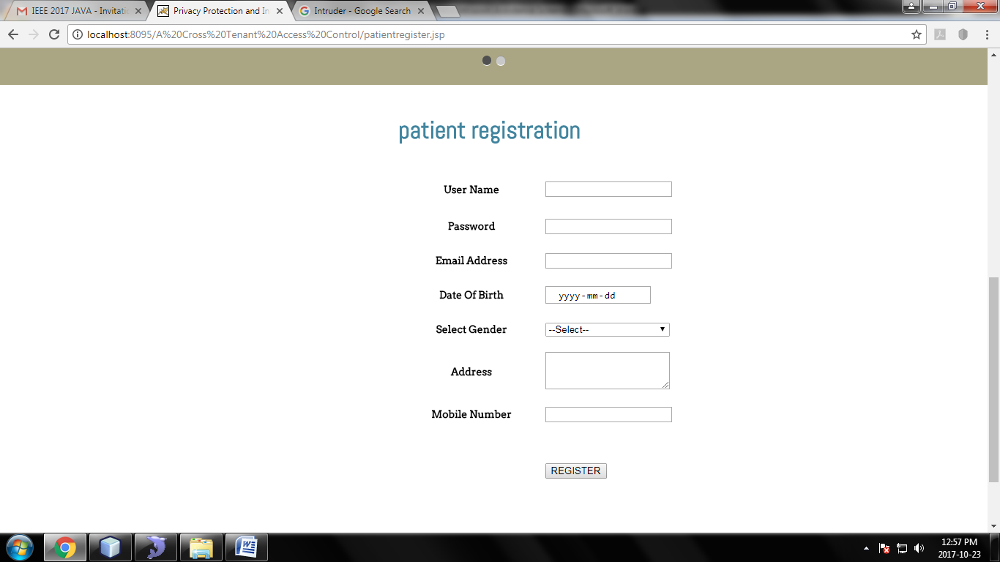 IEEE 2017 JAVA - Invitatio
Privacy Protection and In
Intruder - Google Search
localhost:8095/A%20Cross%20Tenant%20Access%20Control/patientregister.jsp
patient registration
User Name
Password
Email Address
Date Of Birth
yyyy-mm-dd
Select Gender
--Select--
Address
Mobile Number
REGISTER
12:57 PM
2017-10-23